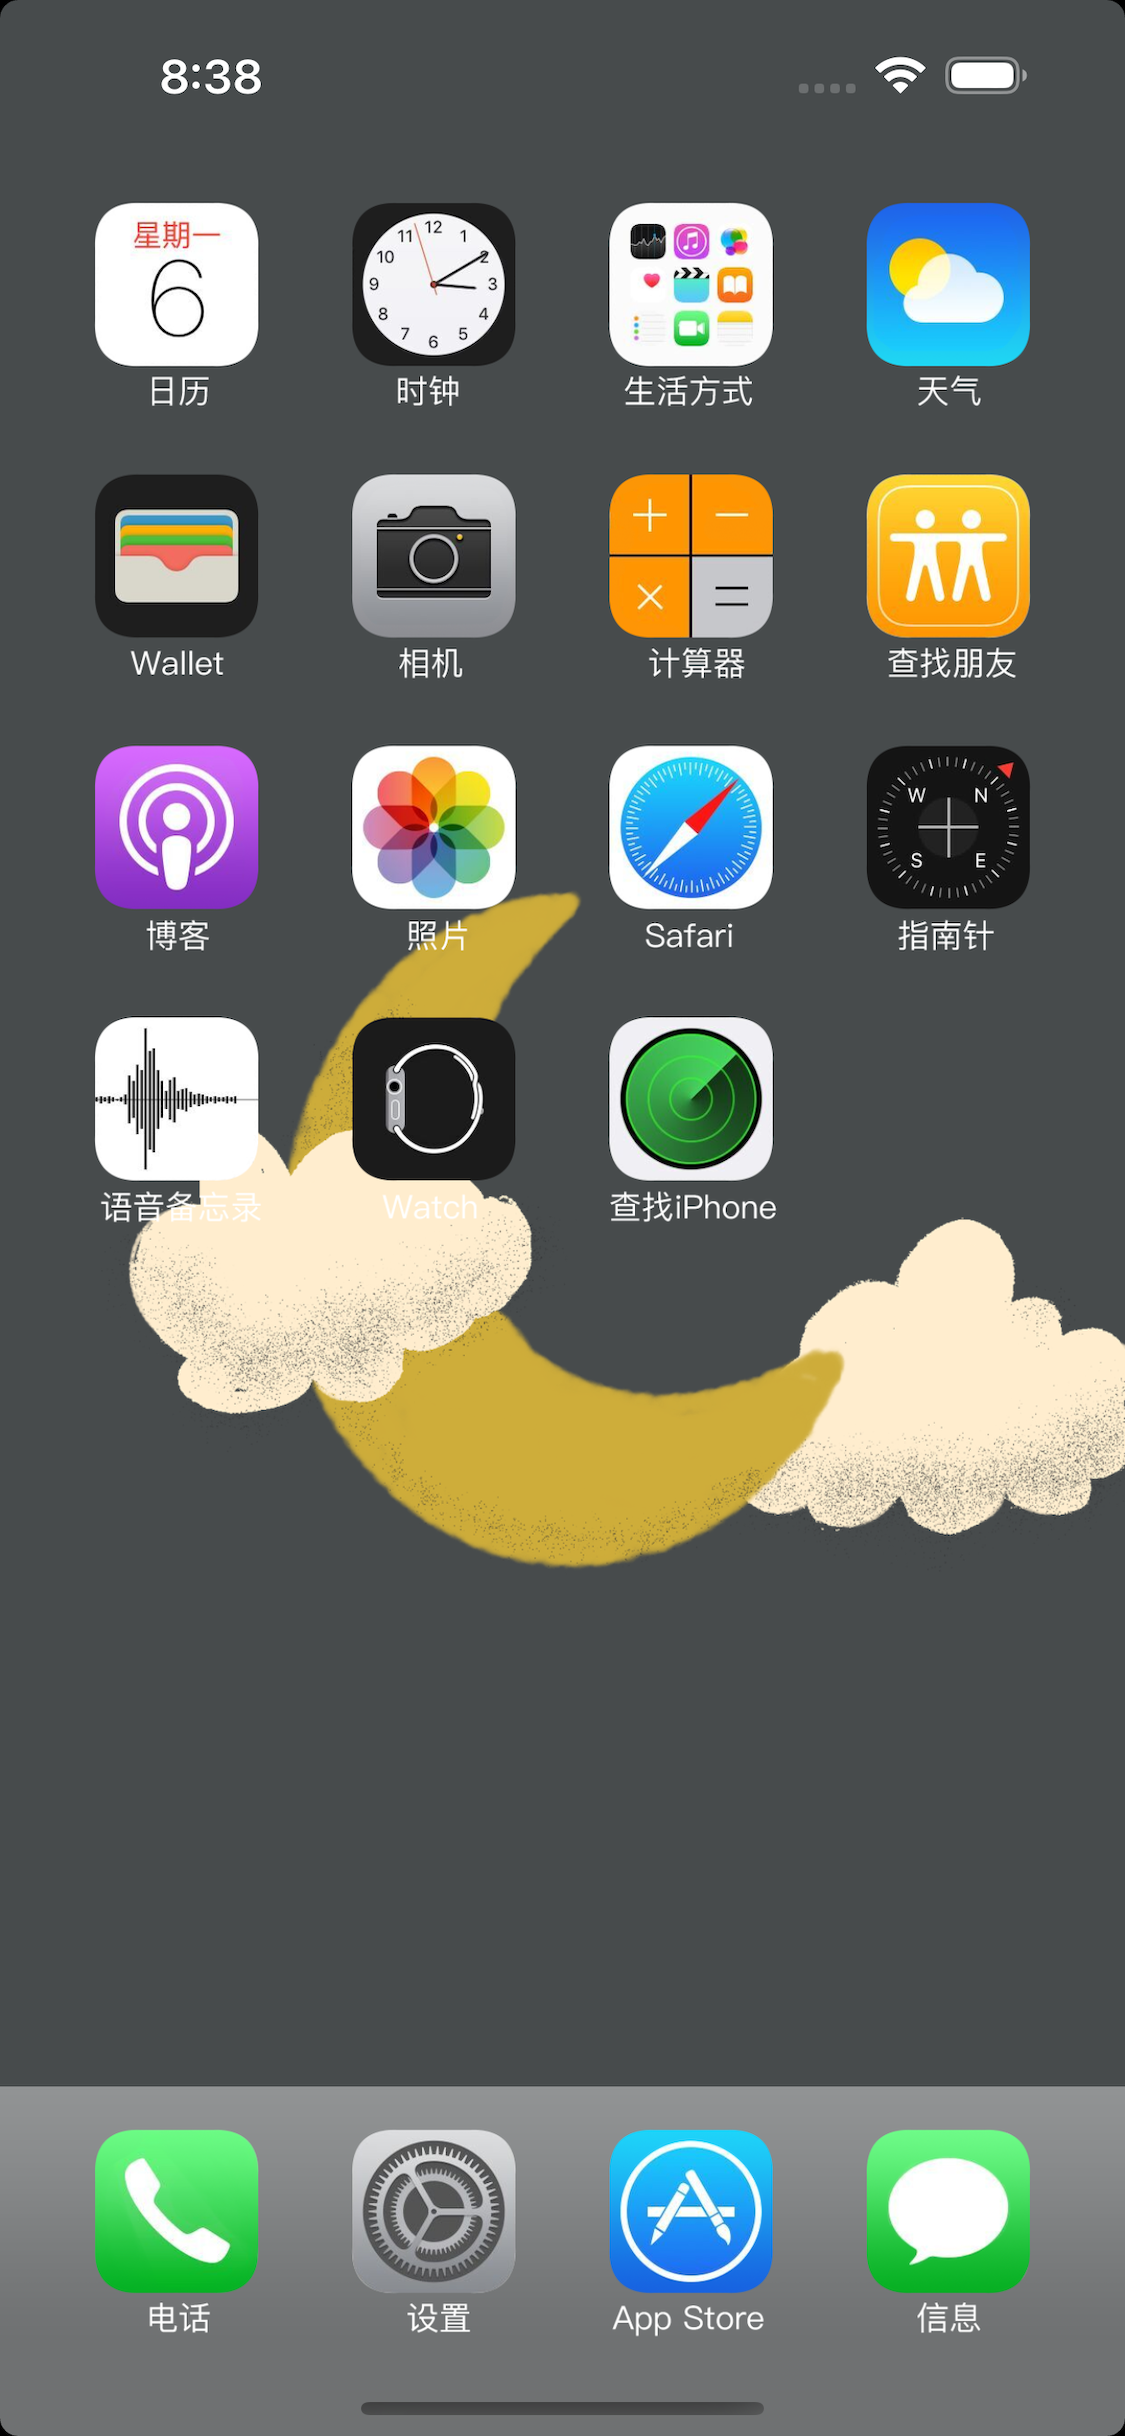 8:38
星期一
6
12
11 1
10 2
9 3
8 4
7 5
6
日历 时钟 生活方式 天气
Wallet 相机 计算器 查找朋友
W N
S E
博客 照片 Safari 指南针
语音备忘录 Watch 查找iPhone
电话 设置 App Store 信息